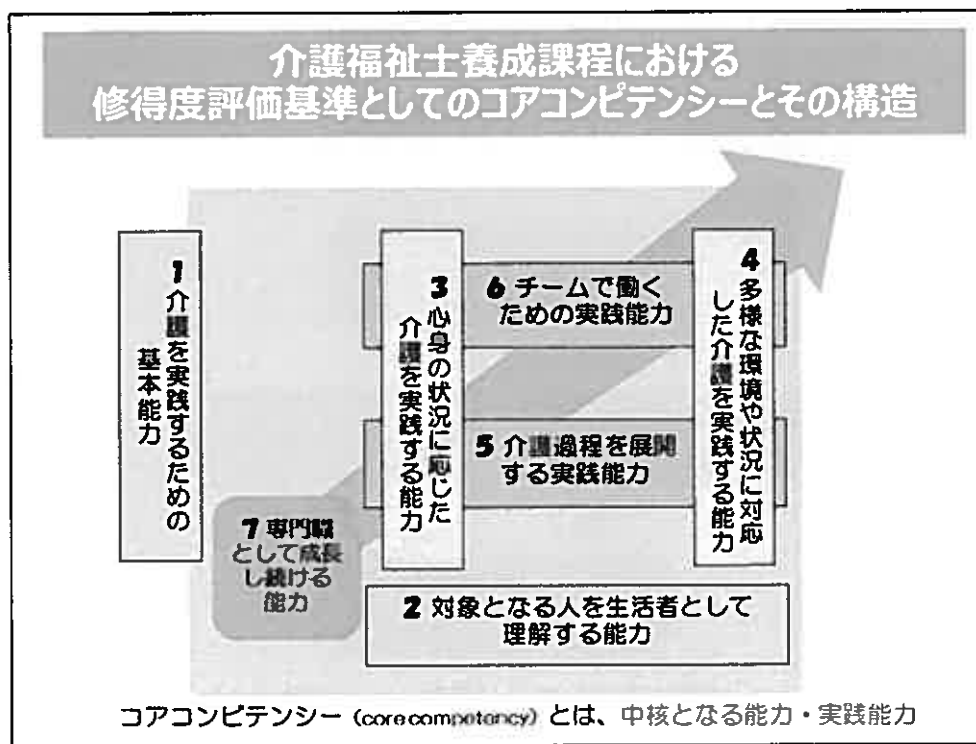 介護福祉士養成課程における
修得度評価基準としてのコアコンピテンシーとその構造
1 介護を実践するための
基本能力
3 心身の状況に応じた
介護を実践する能力
6 チームで働く
ための実践能力
4 多様な環境や状況に対応
した介護を実践する能力
5 介護過程を展開
する実践能力
7 専門職
として成長
し続ける
能力
2 対象となる人を生活者として
理解する能力
コアコンピテンシー (core competency) とは、中核となる能力・実践能力